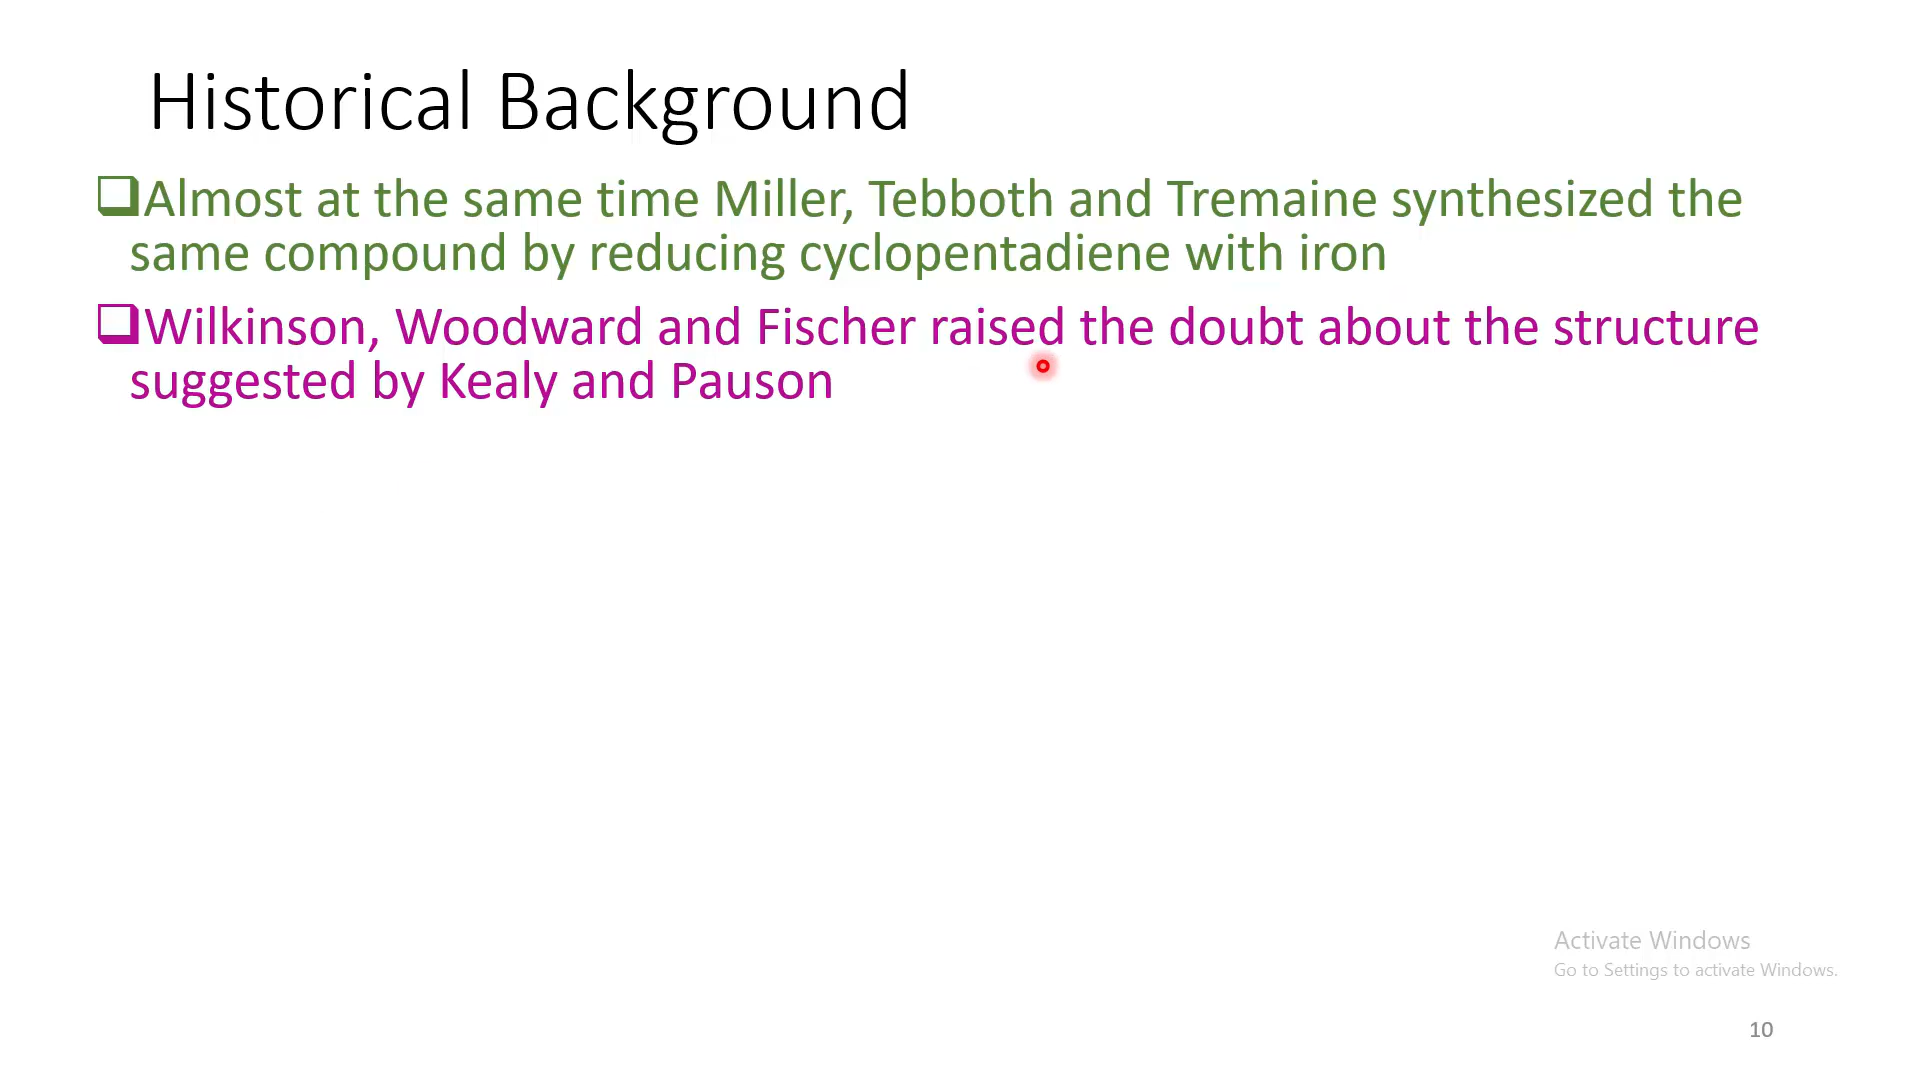 Historical Background
Almost at the same time Miller, Tebboth and Tremaine synthesized the
same compound by reducing cyclopentadiene with iron
Wilkinson, Woodward and Fischer raised the doubt about the structure
suggested by Kealy and Pauson
Activate Windows
Go to Settings to activate Windows.
10